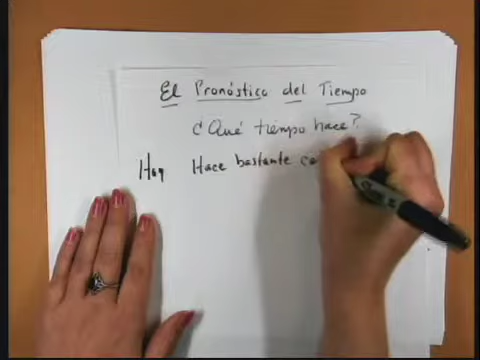 El Pronóstico del Tiempo
¿Qué tiempo hace?
Hoy Hace bastante